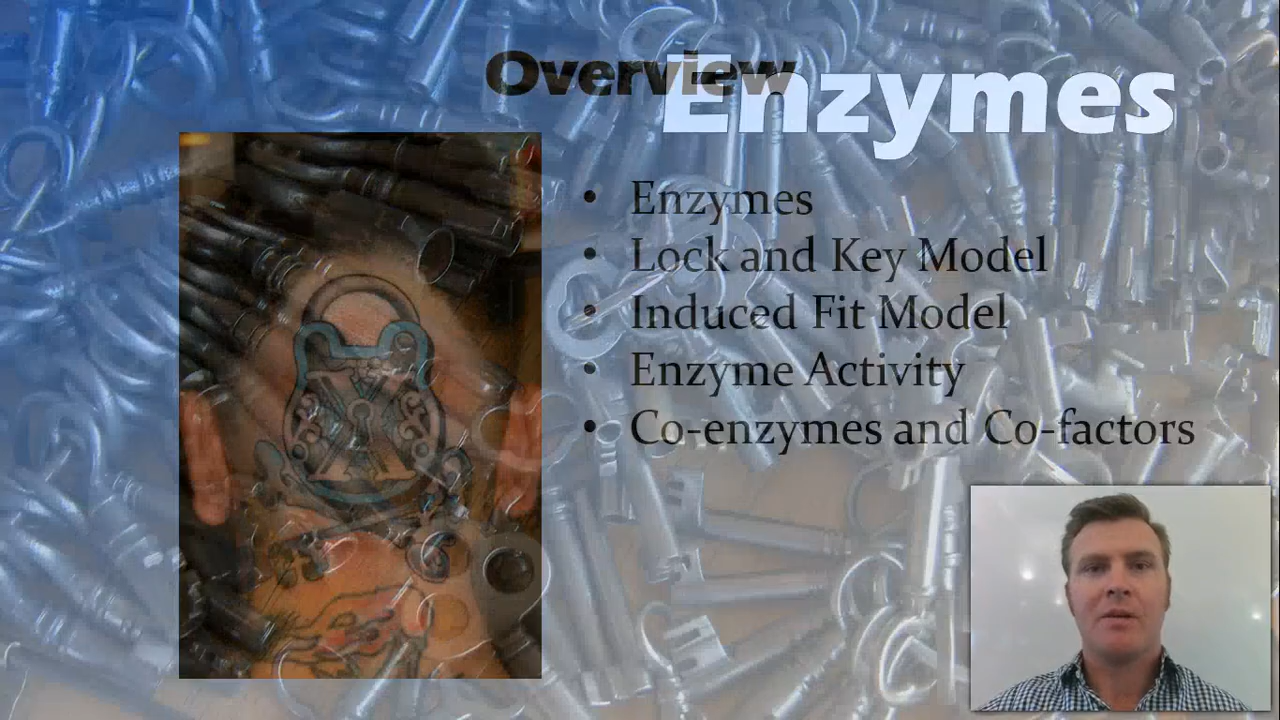 Overview
Enzymes
• Enzymes
• Lock and Key Model
• Induced Fit Model
• Enzyme Activity
• Co-enzymes and Co-factors